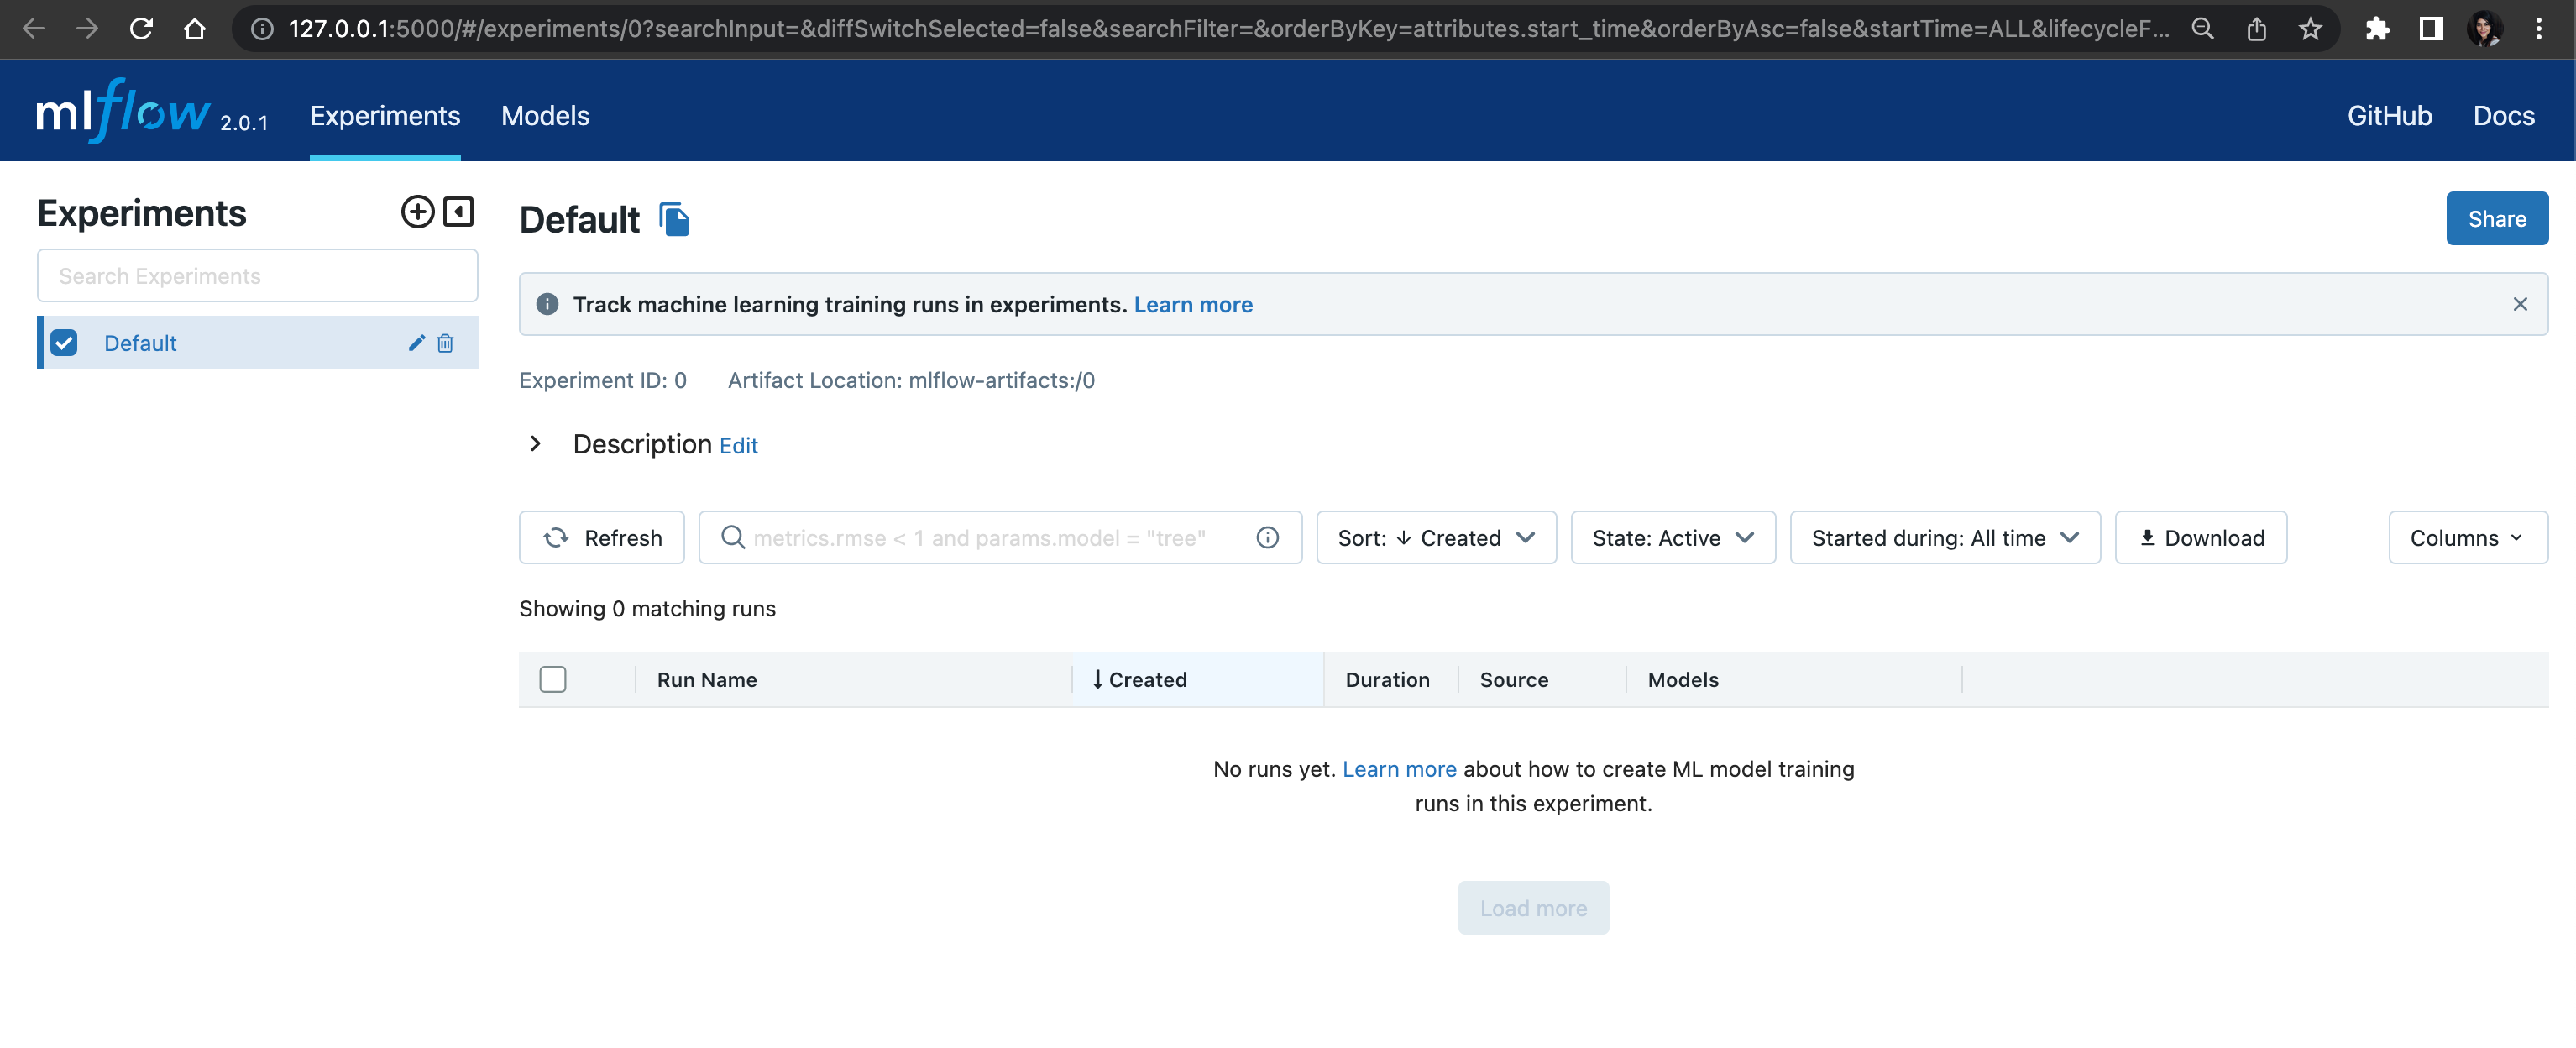 127.0.0.1:5000/#/experiments/0?searchInput=&diffSwitchSelected=false&searchFilter=&orderByKey=attributes.start_time&orderByAsc=false&startTime=ALL&lifecycleF...
mlflow 2.0.1 Experiments Models GitHub Docs
Experiments
Search Experiments
Default
Default
Share
Track machine learning training runs in experiments. Learn more
Experiment ID: 0 Artifact Location: mlflow-artifacts:/0
Description Edit
Refresh metrics.rmse < 1 and params.model = "tree" Sort: ↓ Created State: Active Started during: All time Download Columns
Showing 0 matching runs
Run Name ↓ Created Duration Source Models
No runs yet. Learn more about how to create ML model training
runs in this experiment.
Load more